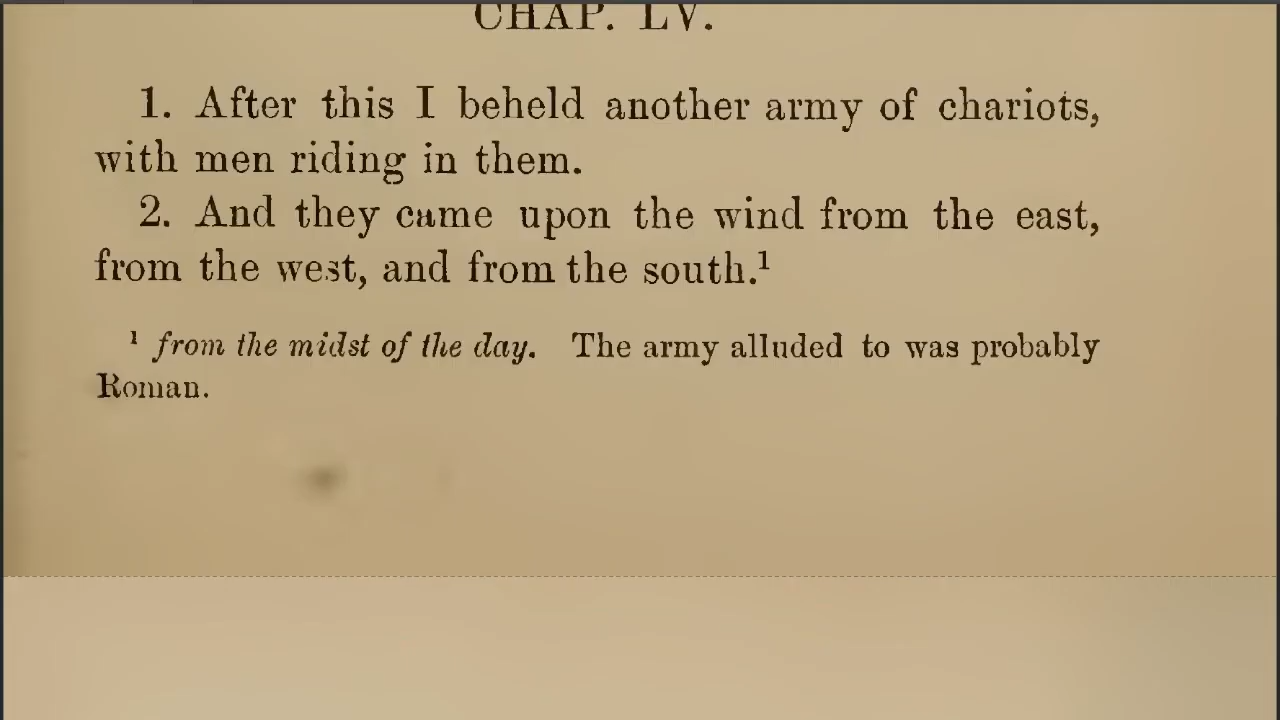 CHAP. LV.
1. After this I beheld another army of chariots,
with men riding in them.
2. And they came upon the wind from the east,
from the west, and from the south.¹
¹ from the midst of the day. The army alluded to was probably
Roman.